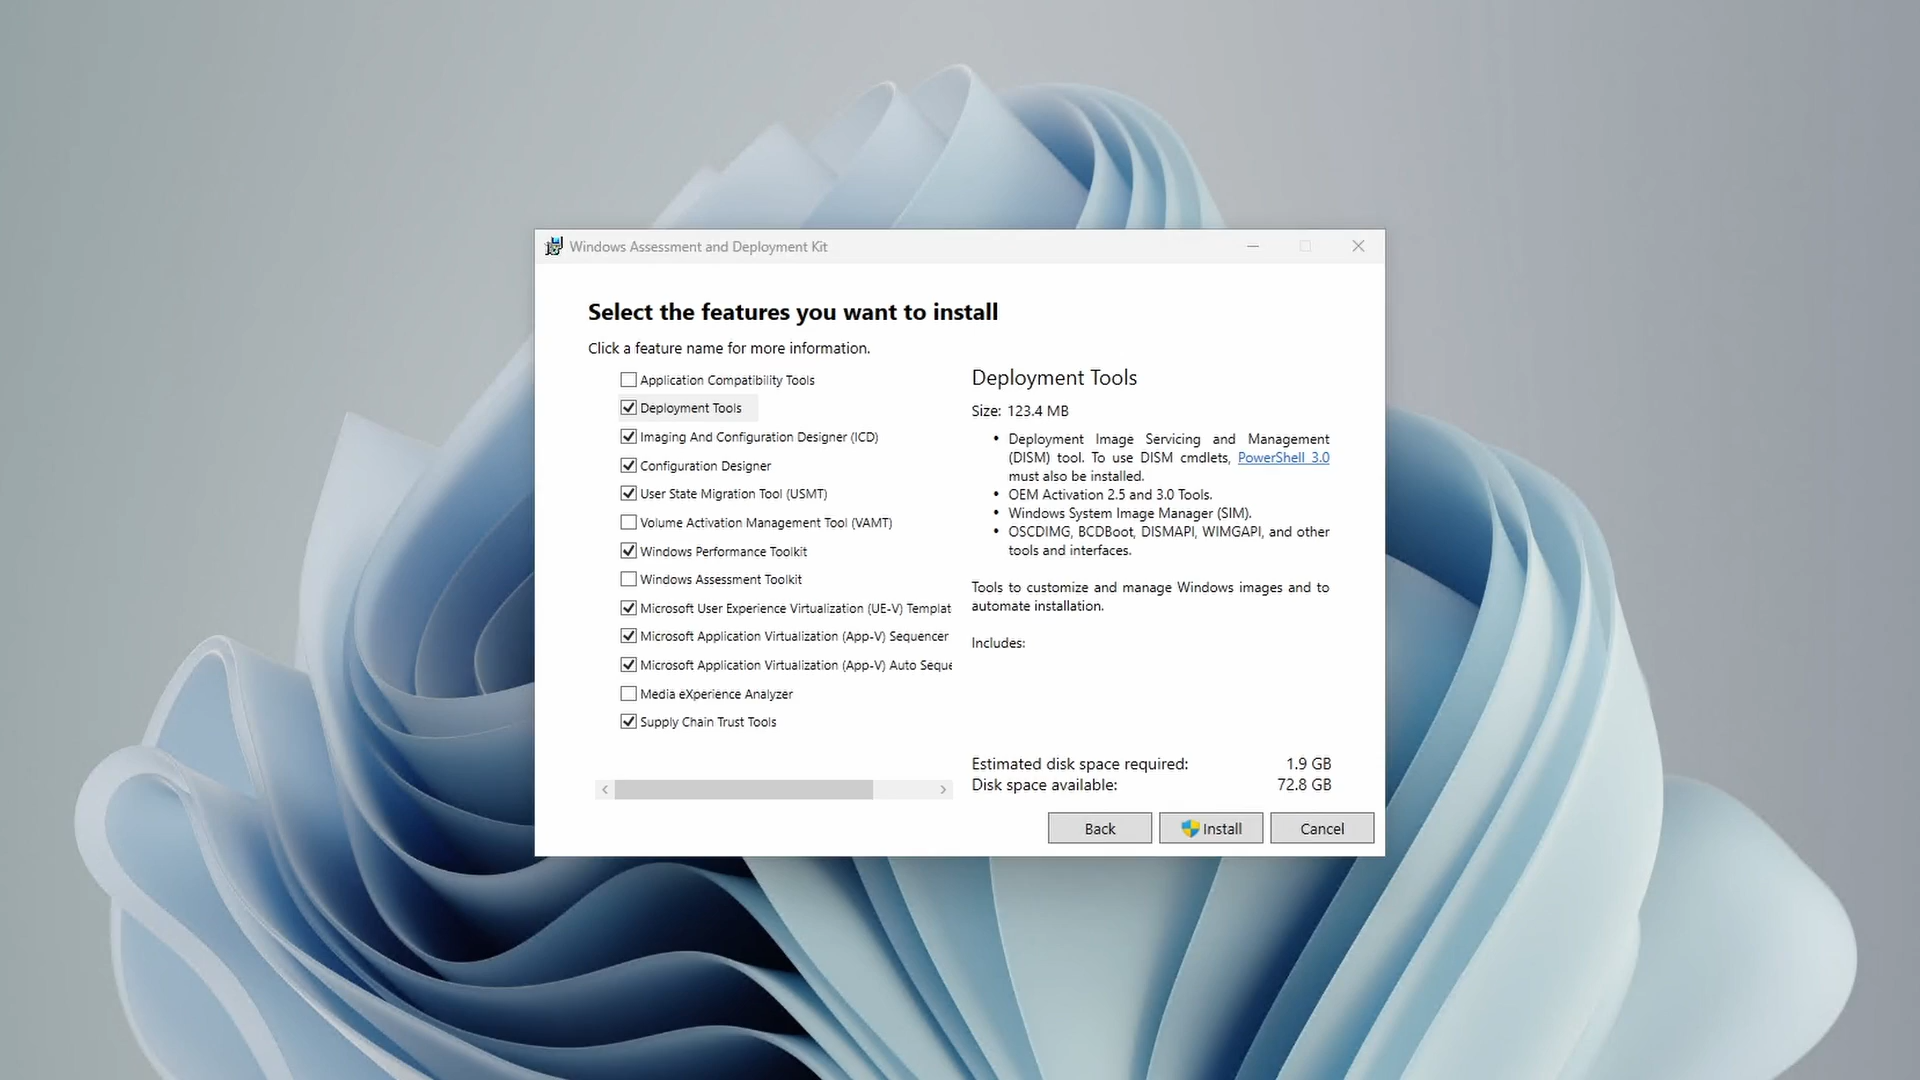 Windows Assessment and Deployment Kit
Select the features you want to install
Click a feature name for more information.
Application Compatibility Tools
Deployment Tools
Imaging And Configuration Designer (ICD)
Configuration Designer
User State Migration Tool (USMT)
Volume Activation Management Tool (VAMT)
Windows Performance Toolkit
Windows Assessment Toolkit
Microsoft User Experience Virtualization (UE-V) Templat
Microsoft Application Virtualization (App-V) Sequencer
Microsoft Application Virtualization (App-V) Auto Seque
Media eXperience Analyzer
Supply Chain Trust Tools
Deployment Tools
Size: 123.4 MB
• Deployment Image Servicing and Management
(DISM) tool. To use DISM cmdlets, PowerShell 3.0
must also be installed.
• OEM Activation 2.5 and 3.0 Tools.
• Windows System Image Manager (SIM).
• OSCDIMG, BCDBoot, DISMAPI, WIMGAPI, and other
tools and interfaces.
Tools to customize and manage Windows images and to
automate installation.
Includes:
Estimated disk space required: 1.9 GB
Disk space available: 72.8 GB
Back Install Cancel